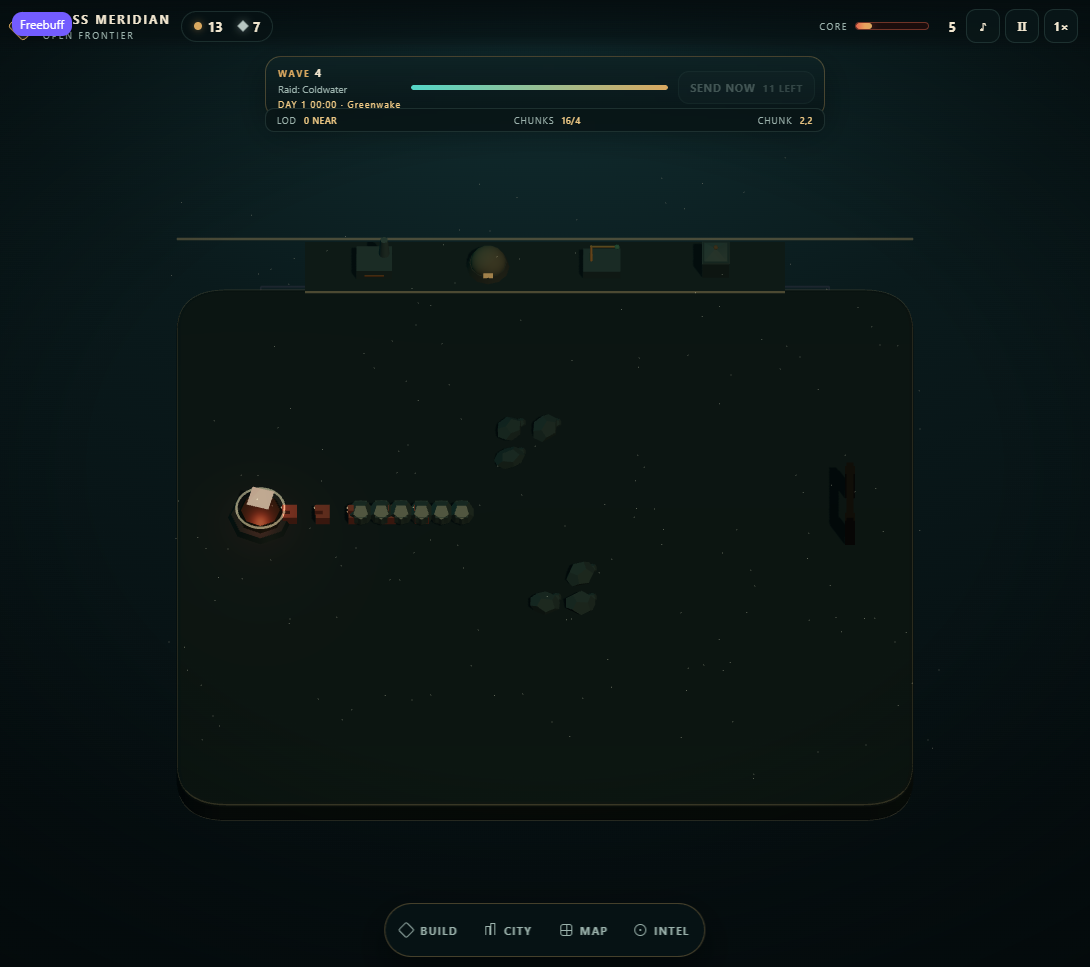 Freebuff
SS MERIDIAN
OPEN FRONTIER
13 7
CORE 5 II 1×
WAVE 4
Raid: Coldwater
DAY 1 00:00 · Greenwake
SEND NOW 11 LEFT
LOD 0 NEAR CHUNKS 16/4 CHUNK 2,2
BUILD CITY MAP INTEL